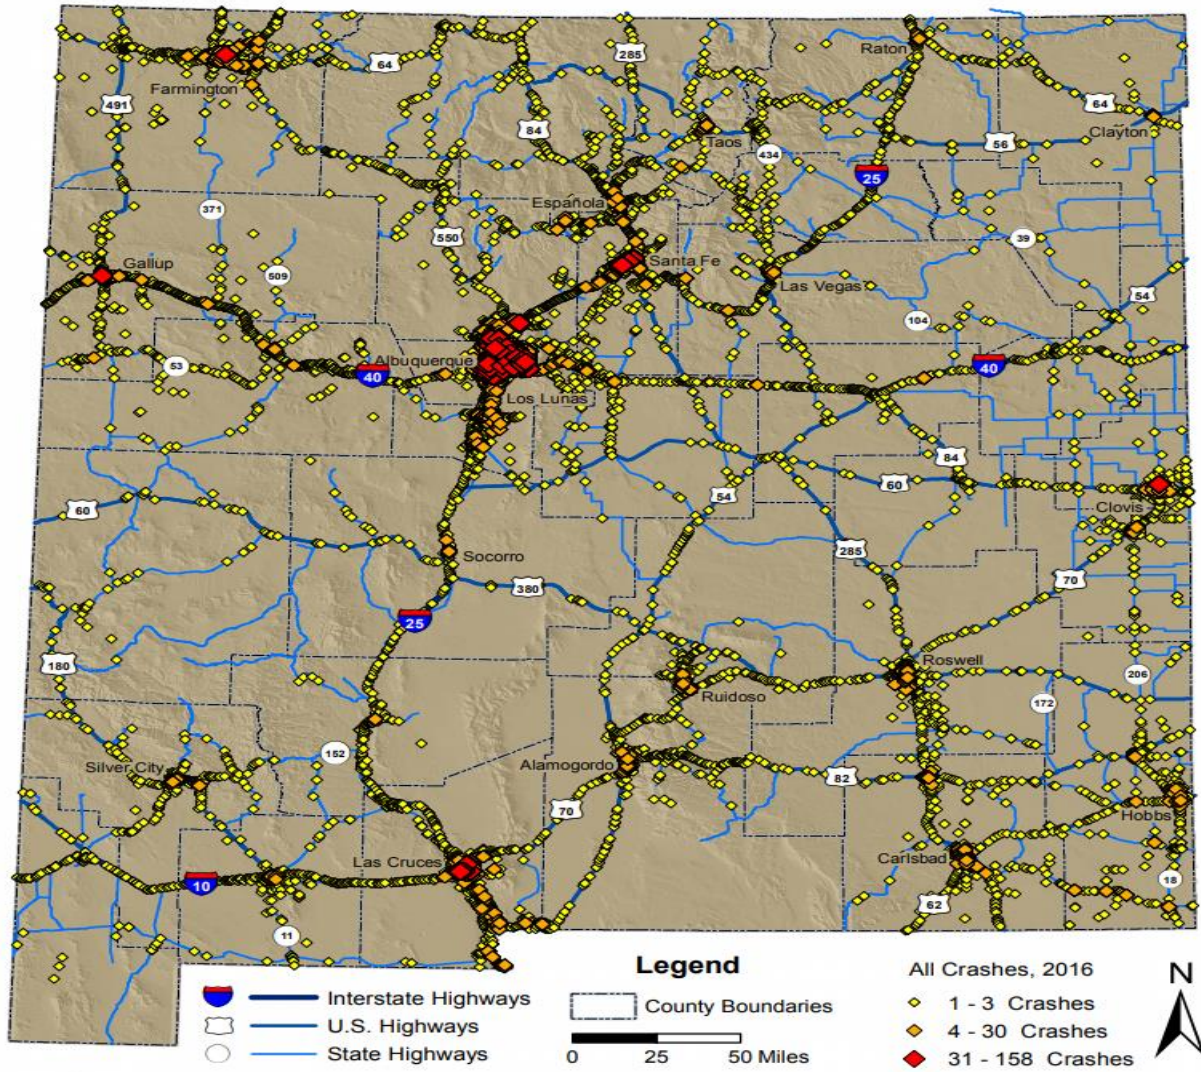 Raton
64
285
Farmington
491
64
Clayton
84
Taos
56
434
25
371
Española
550
39
Gallup
509
Santa Fe
Las Vegas
54
104
53
Albuquerque
40
40
Los Lunas
84
60
54
60
Clovis
285
Socorro
380
70
25
180
Roswell
206
Ruidoso
172
152
Silver City
Alamogordo
82
70
Hobbs
Las Cruces
Carlsbad
10
18
62
11
Legend
Interstate Highways
U.S. Highways
State Highways
County Boundaries
0 25 50 Miles
All Crashes, 2016
1 - 3 Crashes
4 - 30 Crashes
31 - 158 Crashes
N